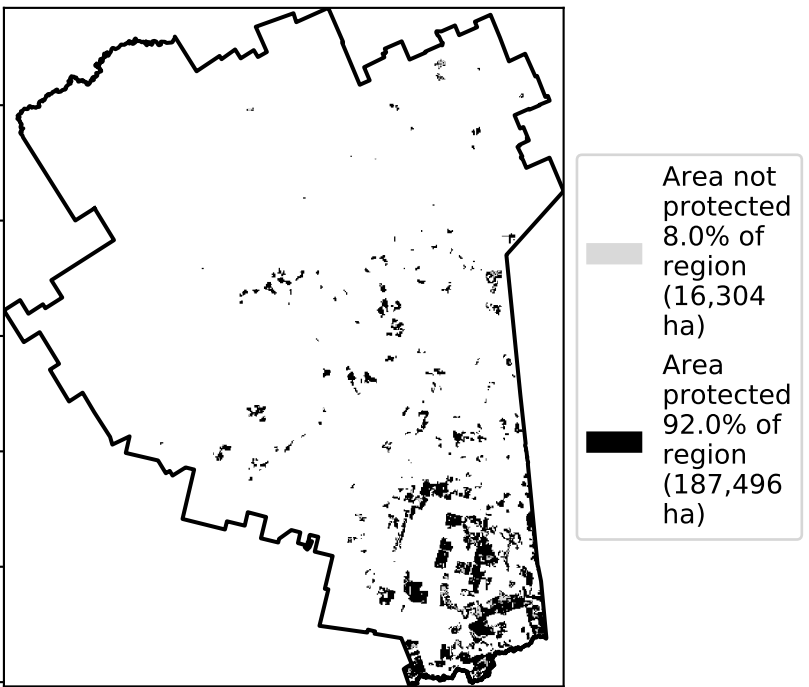 Area not
protected
8.0% of
region
(16,304
ha)
Area
protected
92.0% of
region
(187,496
ha)